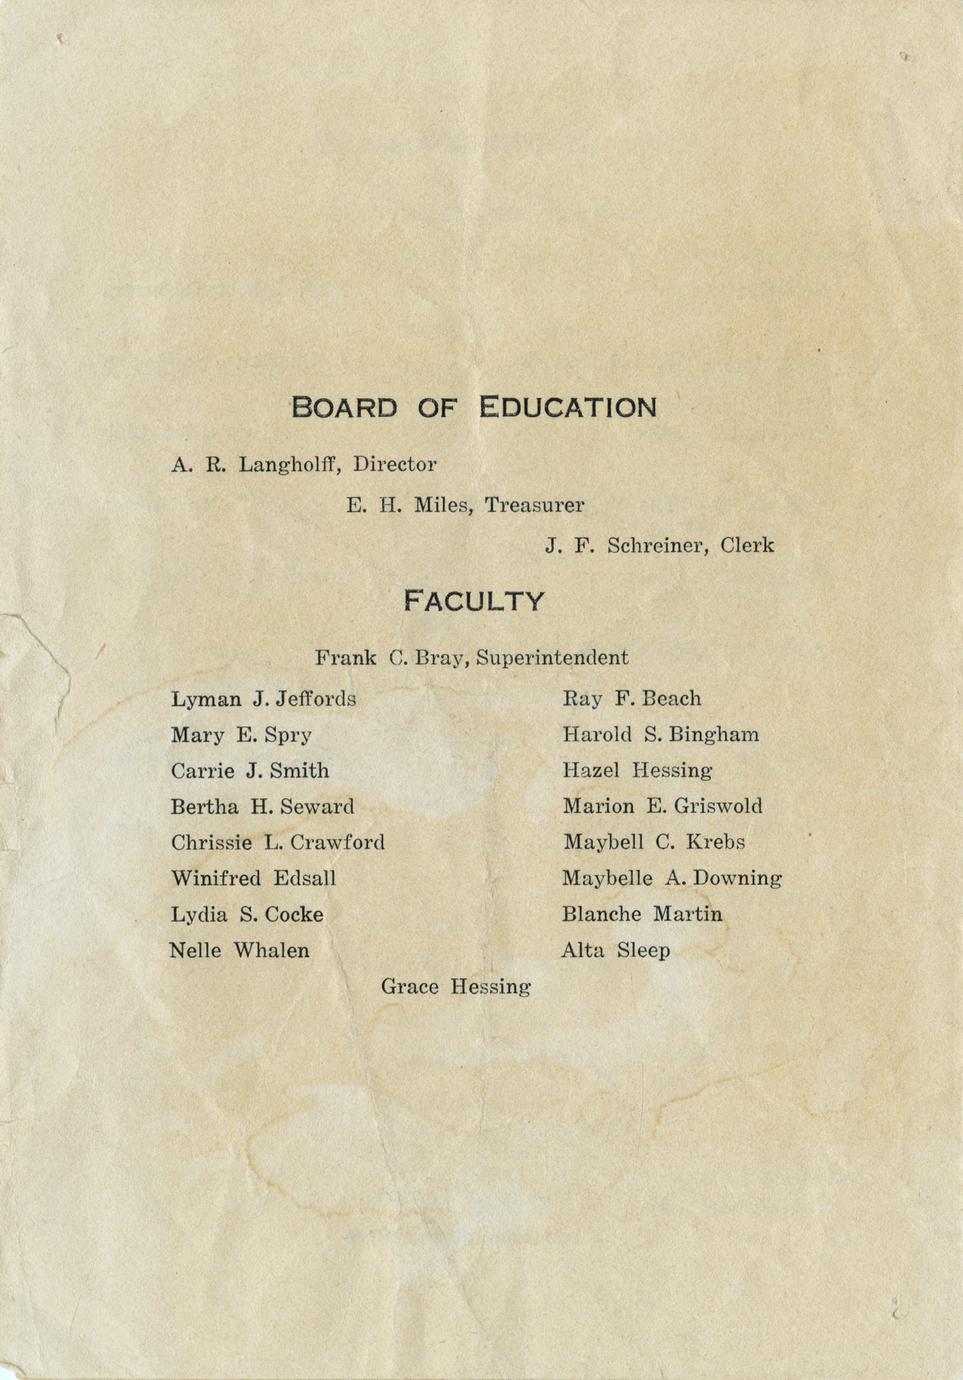 BOARD OF EDUCATION
A. R. Langholff, Director
E. H. Miles, Treasurer
J. F. Schreiner, Clerk
FACULTY
Frank C. Bray, Superintendent
Lyman J. Jeffords
Mary E. Spry
Carrie J. Smith
Bertha H. Seward
Chrissie L. Crawford
Winifred Edsall
Lydia S. Cocke
Nelle Whalen
Ray F. Beach
Harold S. Bingham
Hazel Hessing
Marion E. Griswold
Maybell C. Krebs
Maybelle A. Downing
Blanche Martin
Alta Sleep
Grace Hessing